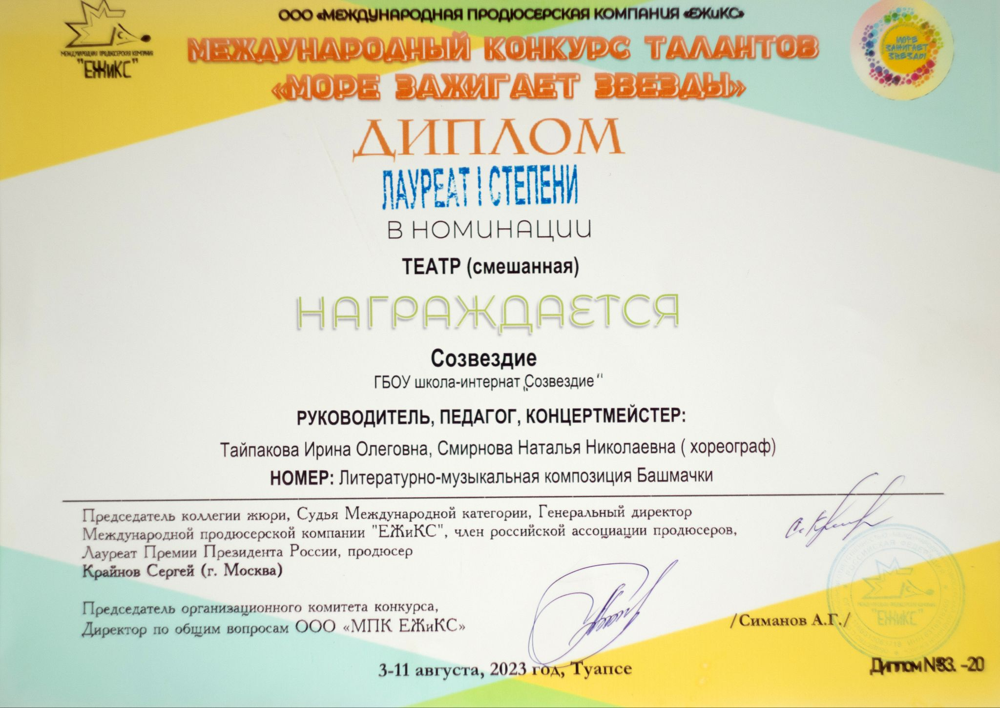 МЕЖДУНАРОДНАЯ ПРОДЮСЕРСКАЯ КОМПАНИЯ
"ЕЖиКС"
ООО «МЕЖДУНАРОДНАЯ ПРОДЮСЕРСКАЯ КОМПАНИЯ «ЕЖиКС»
МЕЖДУНАРОДНЫЙ КОНКУРС ТАЛАНТОВ
«МОРЕ ЗАЖИГАЕТ ЗВЕЗДЫ»
МОРЕ
ЗАЖИГАЕТ
ЗВЕЗДЫ
ДИПЛОМ
ЛАУРЕАТ I СТЕПЕНИ
В НОМИНАЦИИ
ТЕАТР (смешанная)
НАГРАЖДАЕТСЯ
Созвездие
ГБОУ школа-интернат „Созвездие“
РУКОВОДИТЕЛЬ, ПЕДАГОГ, КОНЦЕРТМЕЙСТЕР:
Тайпакова Ирина Олеговна, Смирнова Наталья Николаевна ( хореограф)
НОМЕР: Литературно-музыкальная композиция Башмачки
Председатель коллегии жюри, Судья Международной категории, Генеральный директор
Международной продюсерской компании "ЕЖиКС", член российской ассоциации продюсеров,
Лауреат Премии Президента России, продюсер
Крайнов Сергей (г. Москва)
Председатель организационного комитета конкурса,
Директор по общим вопросам ООО «МПК ЕЖиКС»
/Симанов А.Г./
РОССИЙСКАЯ ФЕДЕРАЦИЯ
"ЕЖиКС"
3-11 августа, 2023 год, Туапсе
Диплом №33. -20